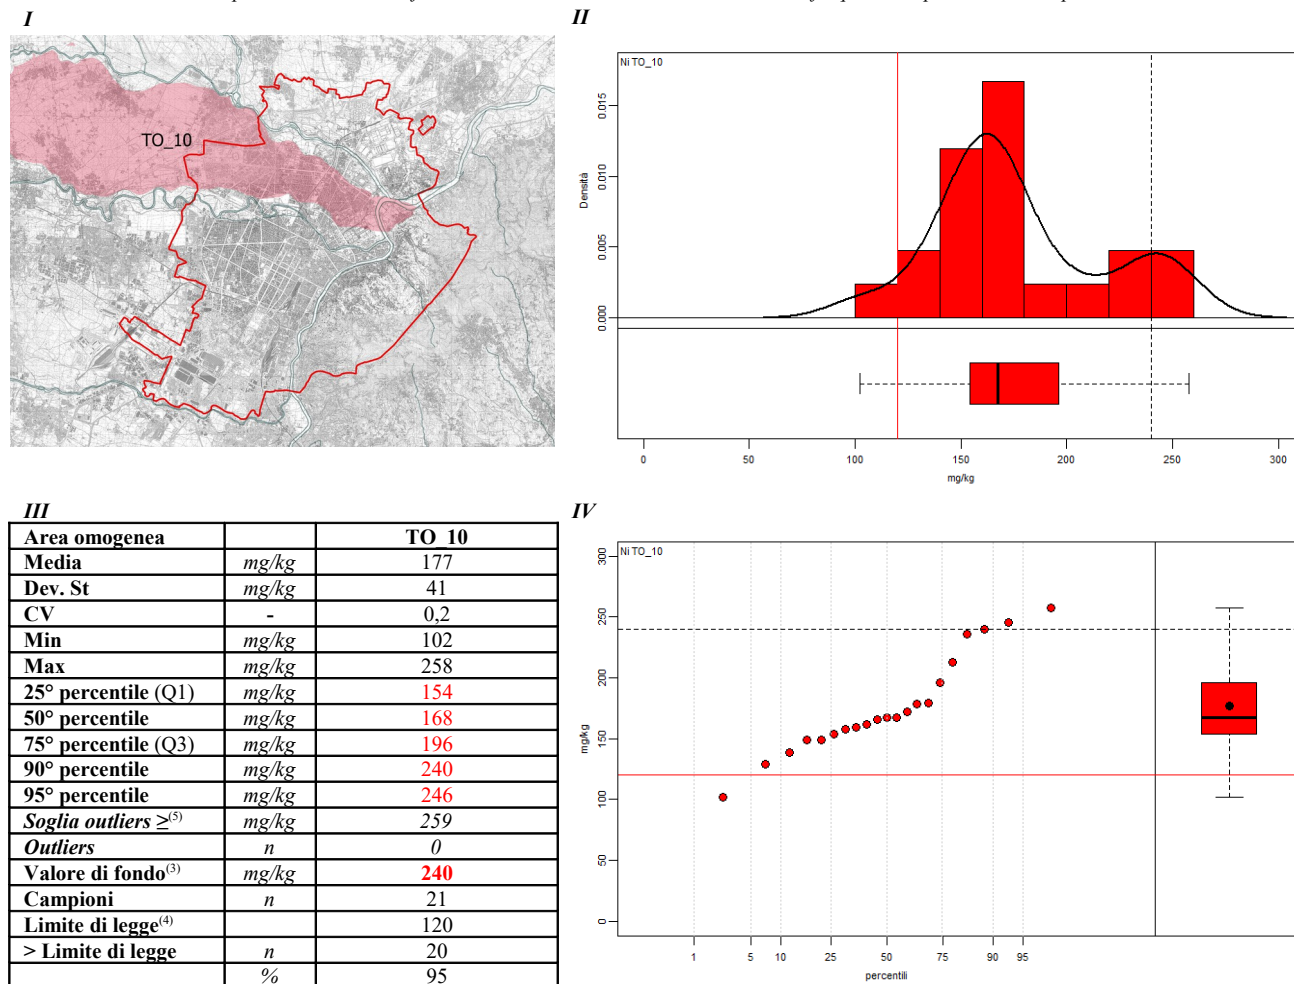 I
II
TO_10
Ni TO_10
Densità
0.000 0.005 0.010 0.015
0 50 100 150 200 250 300
mg/kg
III
Area omogenea TO_10
Media mg/kg 177
Dev. St mg/kg 41
CV - 0,2
Min mg/kg 102
Max mg/kg 258
25° percentile (Q1) mg/kg 154
50° percentile mg/kg 168
75° percentile (Q3) mg/kg 196
90° percentile mg/kg 240
95° percentile mg/kg 246
Soglia outliers ≥(5) mg/kg 259
Outliers n 0
Valore di fondo(3) mg/kg 240
Campioni n 21
Limite di legge(4) 120
> Limite di legge n 20
% 95
IV
Ni TO_10
mg/kg
0 50 100 150 200 250 300
1 5 10 25 50 75 90 95
percentili